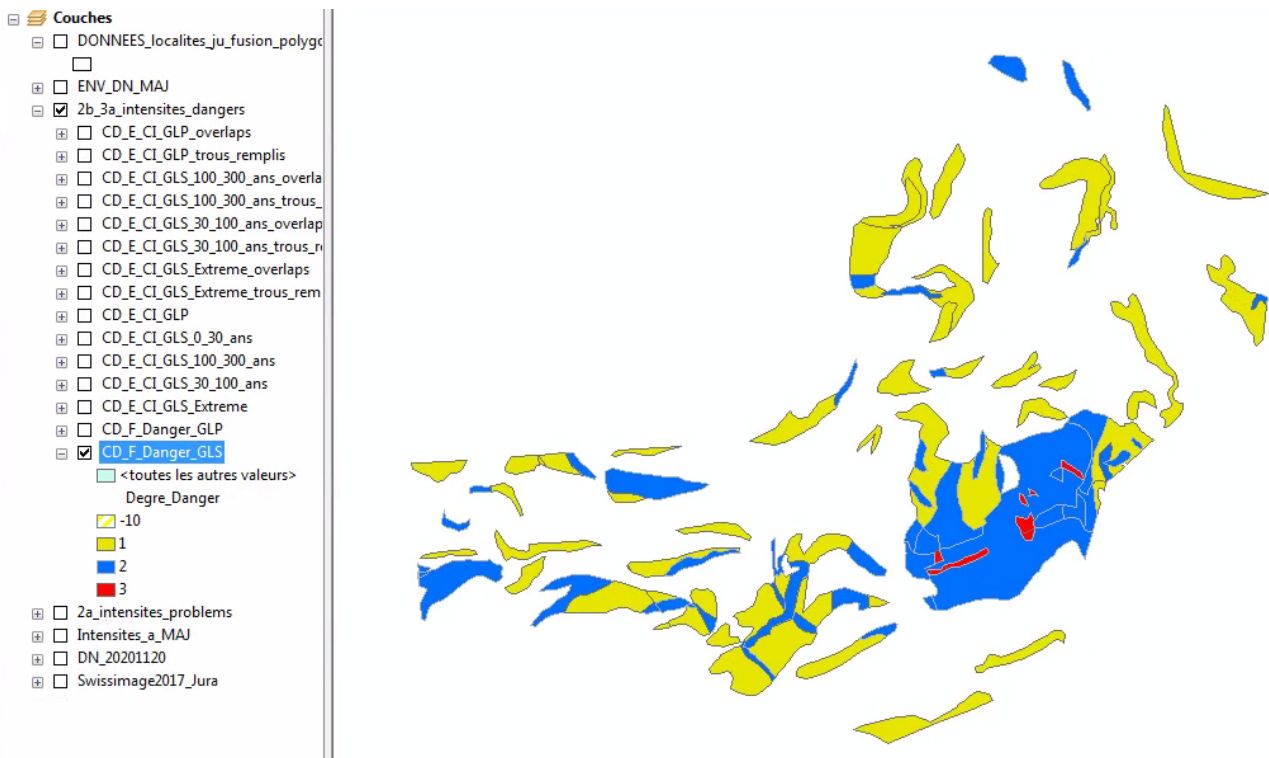 Couches
DONNEES_localites_ju_fusion_polygo
ENV_DN_MAJ
2b_3a_intensites_dangers
CD_E_CI_GLP_overlaps
CD_E_CI_GLP_trous_remplis
CD_E_CI_GLS_100_300_ans_overla
CD_E_CI_GLS_100_300_ans_trous_
CD_E_CI_GLS_30_100_ans_overlap
CD_E_CI_GLS_30_100_ans_trous_r
CD_E_CI_GLS_Extreme_overlaps
CD_E_CI_GLS_Extreme_trous_rem
CD_E_CI_GLP
CD_E_CI_GLS_0_30_ans
CD_E_CI_GLS_100_300_ans
CD_E_CI_GLS_30_100_ans
CD_E_CI_GLS_Extreme
CD_F_Danger_GLP
CD_F_Danger_GLS
<toutes les autres valeurs>
Degre_Danger
-10
1
2
3
2a_intensites_problems
Intensites_a_MAJ
DN_20201120
Swissimage2017_Jura